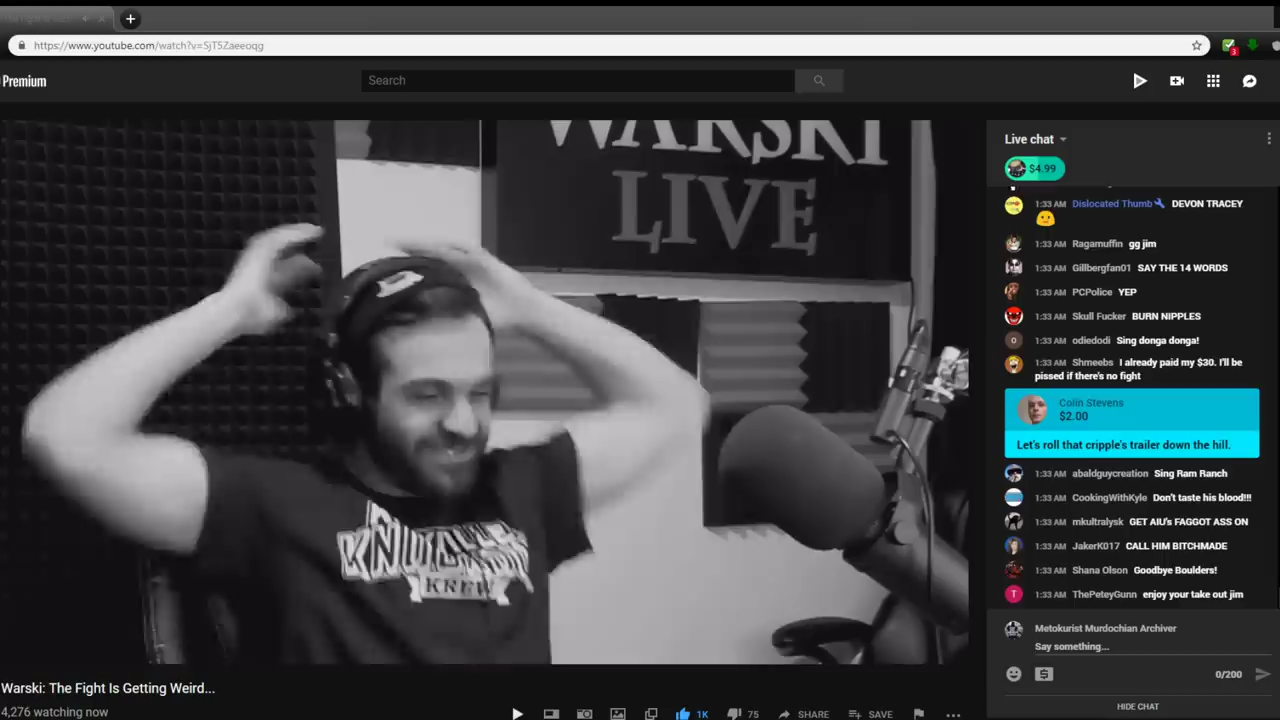 https://www.youtube.com/watch?v=SjT5Zaeeoqg
Premium
Search
WARSKI
LIVE
KREW
Live chat
$4.99
1:33 AM Dislocated Thumb DEVON TRACEY
1:33 AM Ragamuffin gg jim
1:33 AM Gillbergfan01 SAY THE 14 WORDS
1:33 AM PCPolice YEP
1:33 AM Skull Fucker BURN NIPPLES
1:33 AM odiedodi Sing donga donga!
1:33 AM Shmeebs I already paid my $30. I'll be
pissed if there's no fight
Colin Stevens
$2.00
Let's roll that cripple's trailer down the hill.
1:33 AM abaldguycreation Sing Ram Ranch
1:33 AM CookingWithKyle Don't taste his blood!!!
1:33 AM mkultralysk GET AIU's FAGGOT ASS ON
1:33 AM JakerK017 CALL HIM BITCHMADE
1:33 AM Shana Olson Goodbye Boulders!
1:33 AM ThePeteyGunn enjoy your take out jim
Metokurist Murdochian Archiver
Say something...
0/200
HIDE CHAT
Warski: The Fight Is Getting Weird...
4,276 watching now
1K
75
SHARE
SAVE